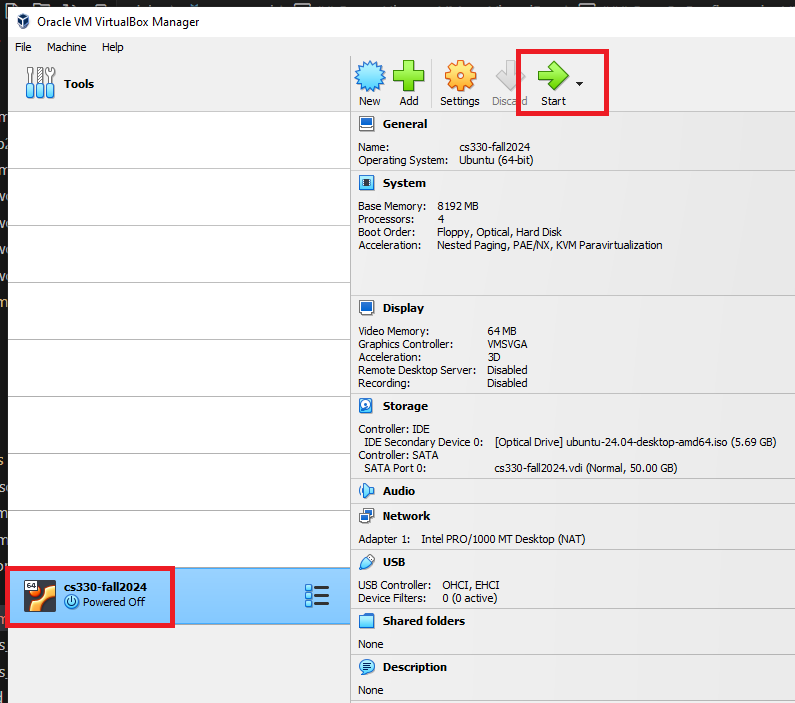 Oracle VM VirtualBox Manager
File Machine Help
Tools
New Add Settings Discard Start
General
Name: cs330-fall2024
Operating System: Ubuntu (64-bit)
System
Base Memory: 8192 MB
Processors: 4
Boot Order: Floppy, Optical, Hard Disk
Acceleration: Nested Paging, PAE/NX, KVM Paravirtualization
Display
Video Memory: 64 MB
Graphics Controller: VMSVGA
Acceleration: 3D
Remote Desktop Server: Disabled
Recording: Disabled
Storage
Controller: IDE
IDE Secondary Device 0: [Optical Drive] ubuntu-24.04-desktop-amd64.iso (5.69 GB)
Controller: SATA
SATA Port 0: cs330-fall2024.vdi (Normal, 50.00 GB)
Audio
Network
Adapter 1: Intel PRO/1000 MT Desktop (NAT)
USB
USB Controller: OHCI, EHCI
Device Filters: 0 (0 active)
Shared folders
None
Description
None
64
cs330-fall2024
Powered Off